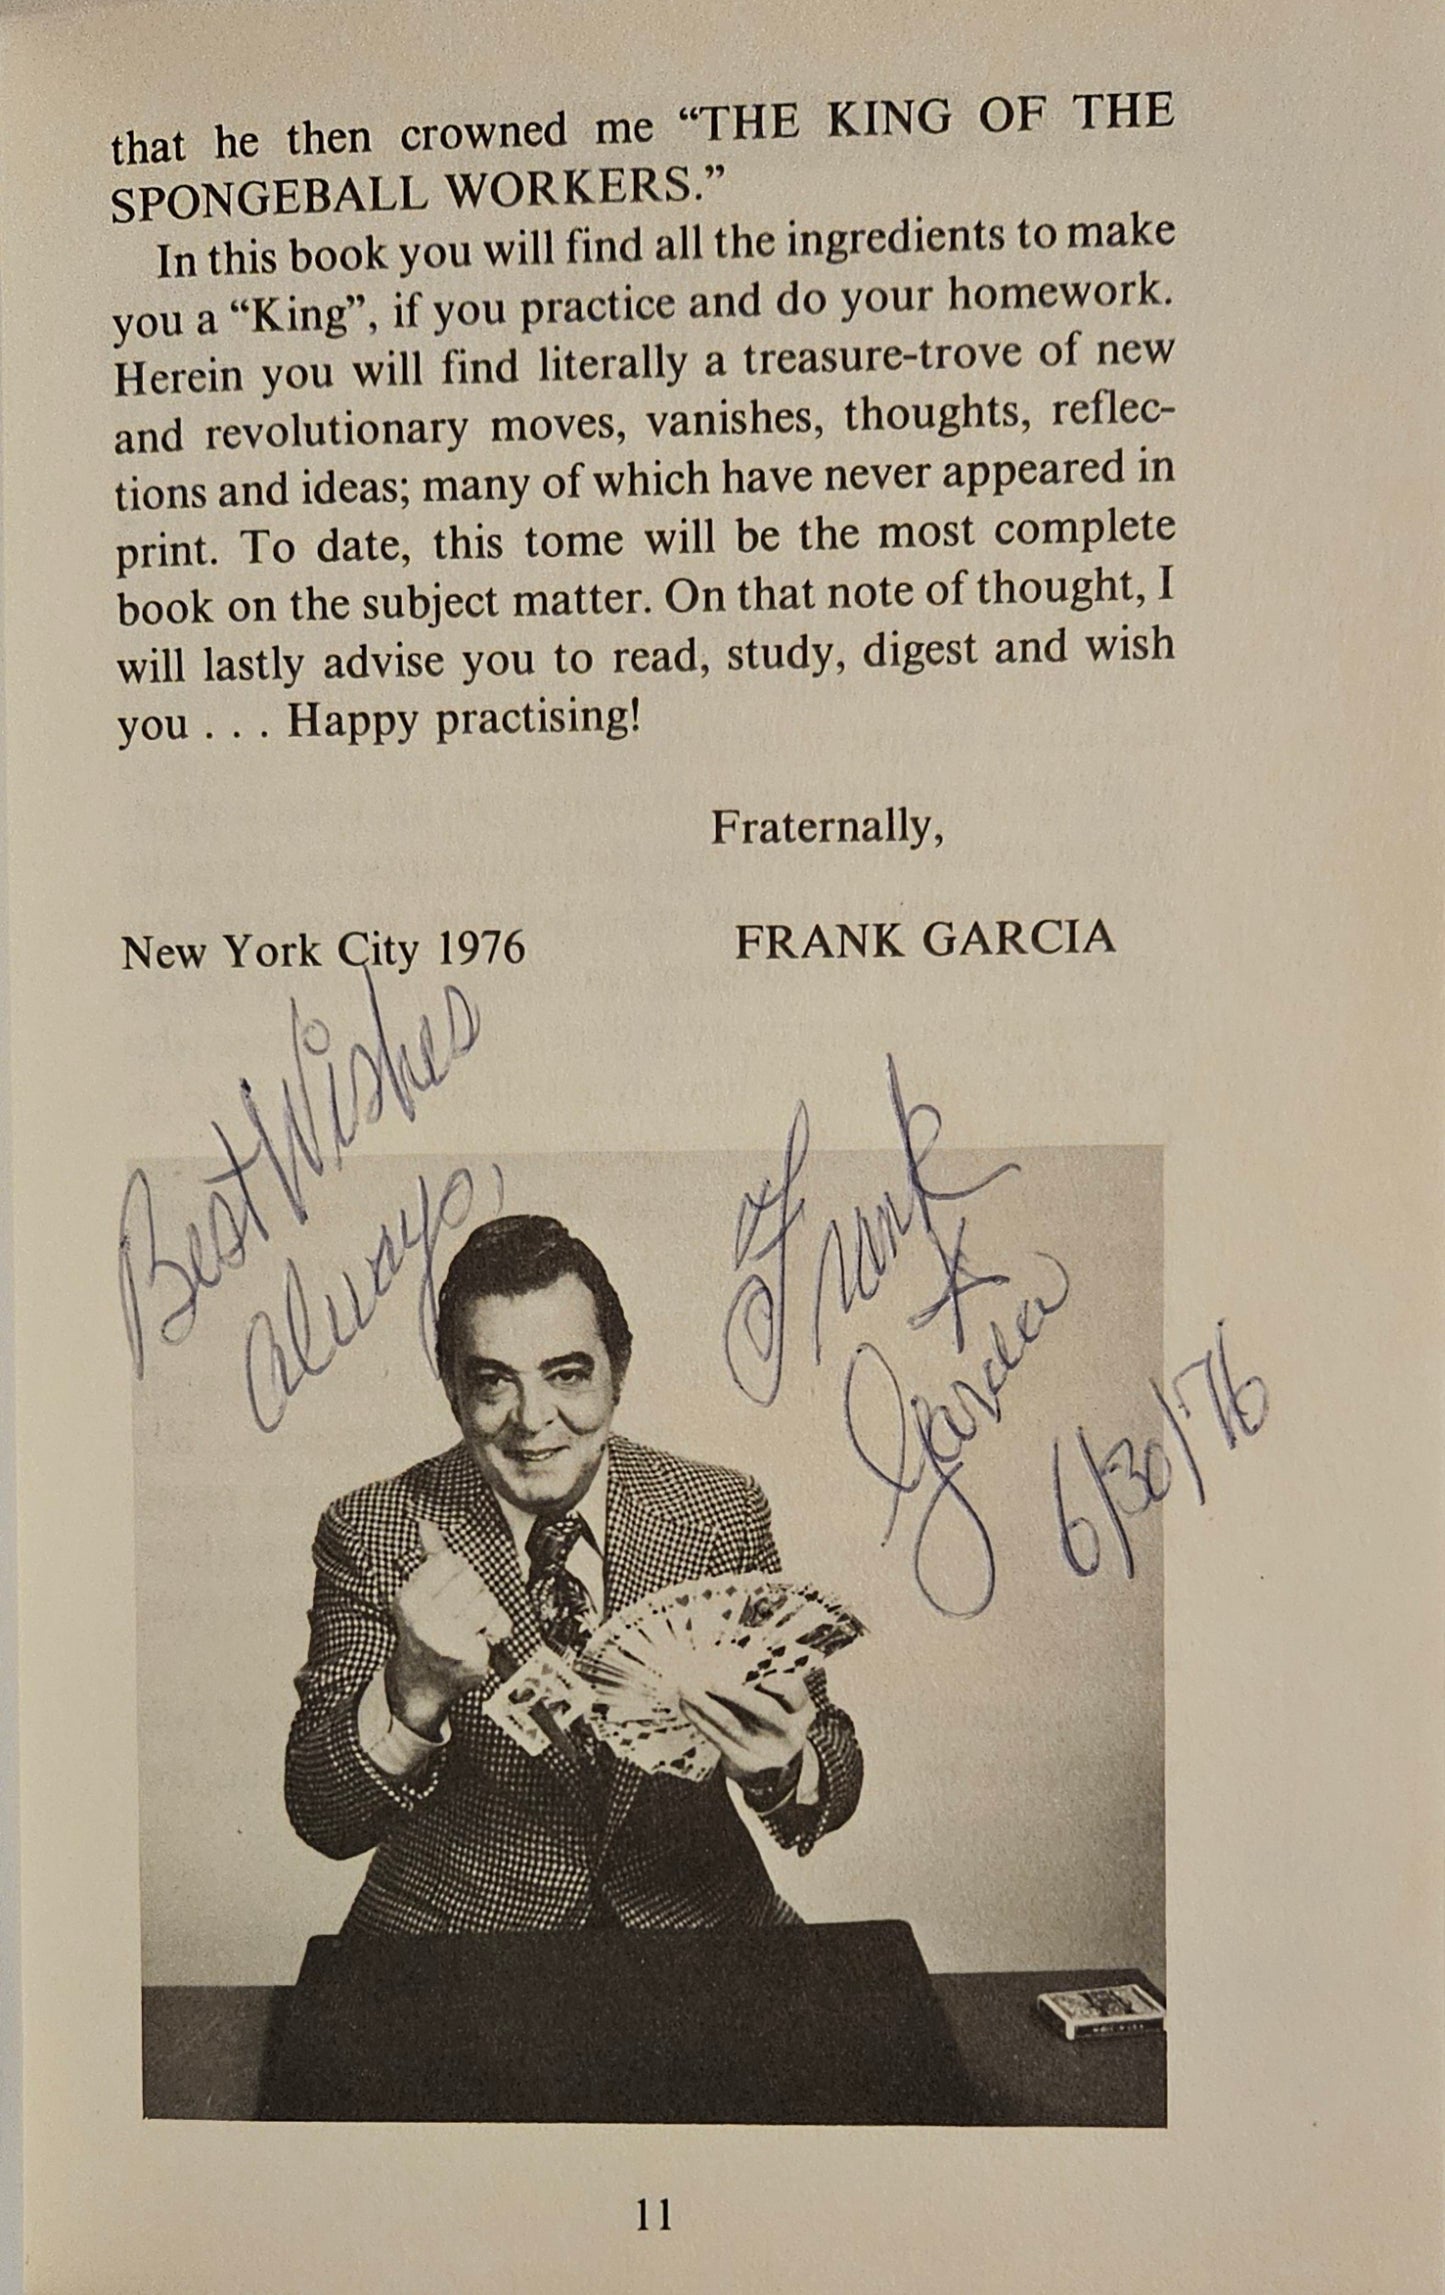 that he then crowned me “THE KING OF THE
SPONGEBALL WORKERS.”
In this book you will find all the ingredients to make
you a “King”, if you practice and do your homework.
Herein you will find literally a treasure-trove of new
and revolutionary moves, vanishes, thoughts, reflec-
tions and ideas; many of which have never appeared in
print. To date, this tome will be the most complete
book on the subject matter. On that note of thought, I
will lastly advise you to read, study, digest and wish
you . . . Happy practising!
Fraternally,
New York City 1976
FRANK GARCIA
Best Wishes
Always,
Frank
Garcia
6/30/76
11